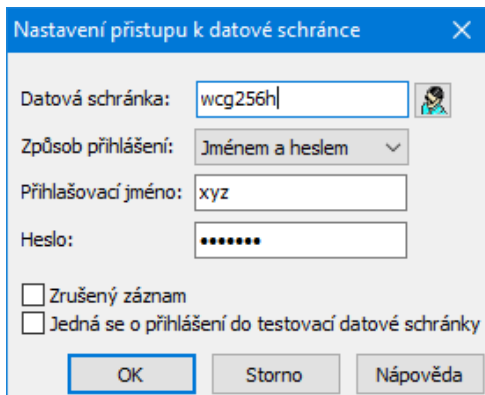 Nastavení přistupu k datové schránce
Datová schránka: wcg256h
Způsob přihlášení: Jménem a heslem
Přihlašovací jméno: xyz
Heslo: •••••••
Zrušený záznam
Jedná se o přihlášení do testovací datové schránky
OK Storno Nápověda